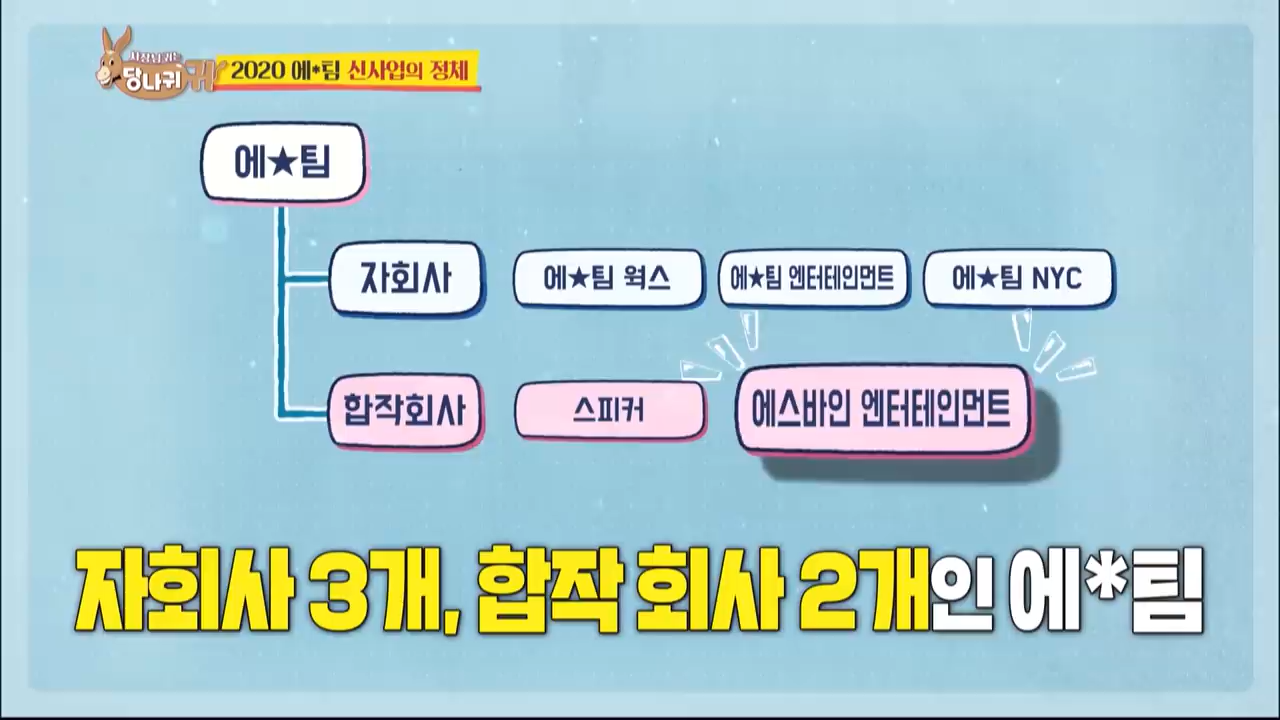 사장님 귀는
당나귀 귀
2020 에*팀 신사업의 정체
에★팀
자회사
에★팀 웍스
에★팀 엔터테인먼트
에★팀 NYC
합작회사
스피커
에스바인 엔터테인먼트
자회사 3개, 합작 회사 2개인 에*팀